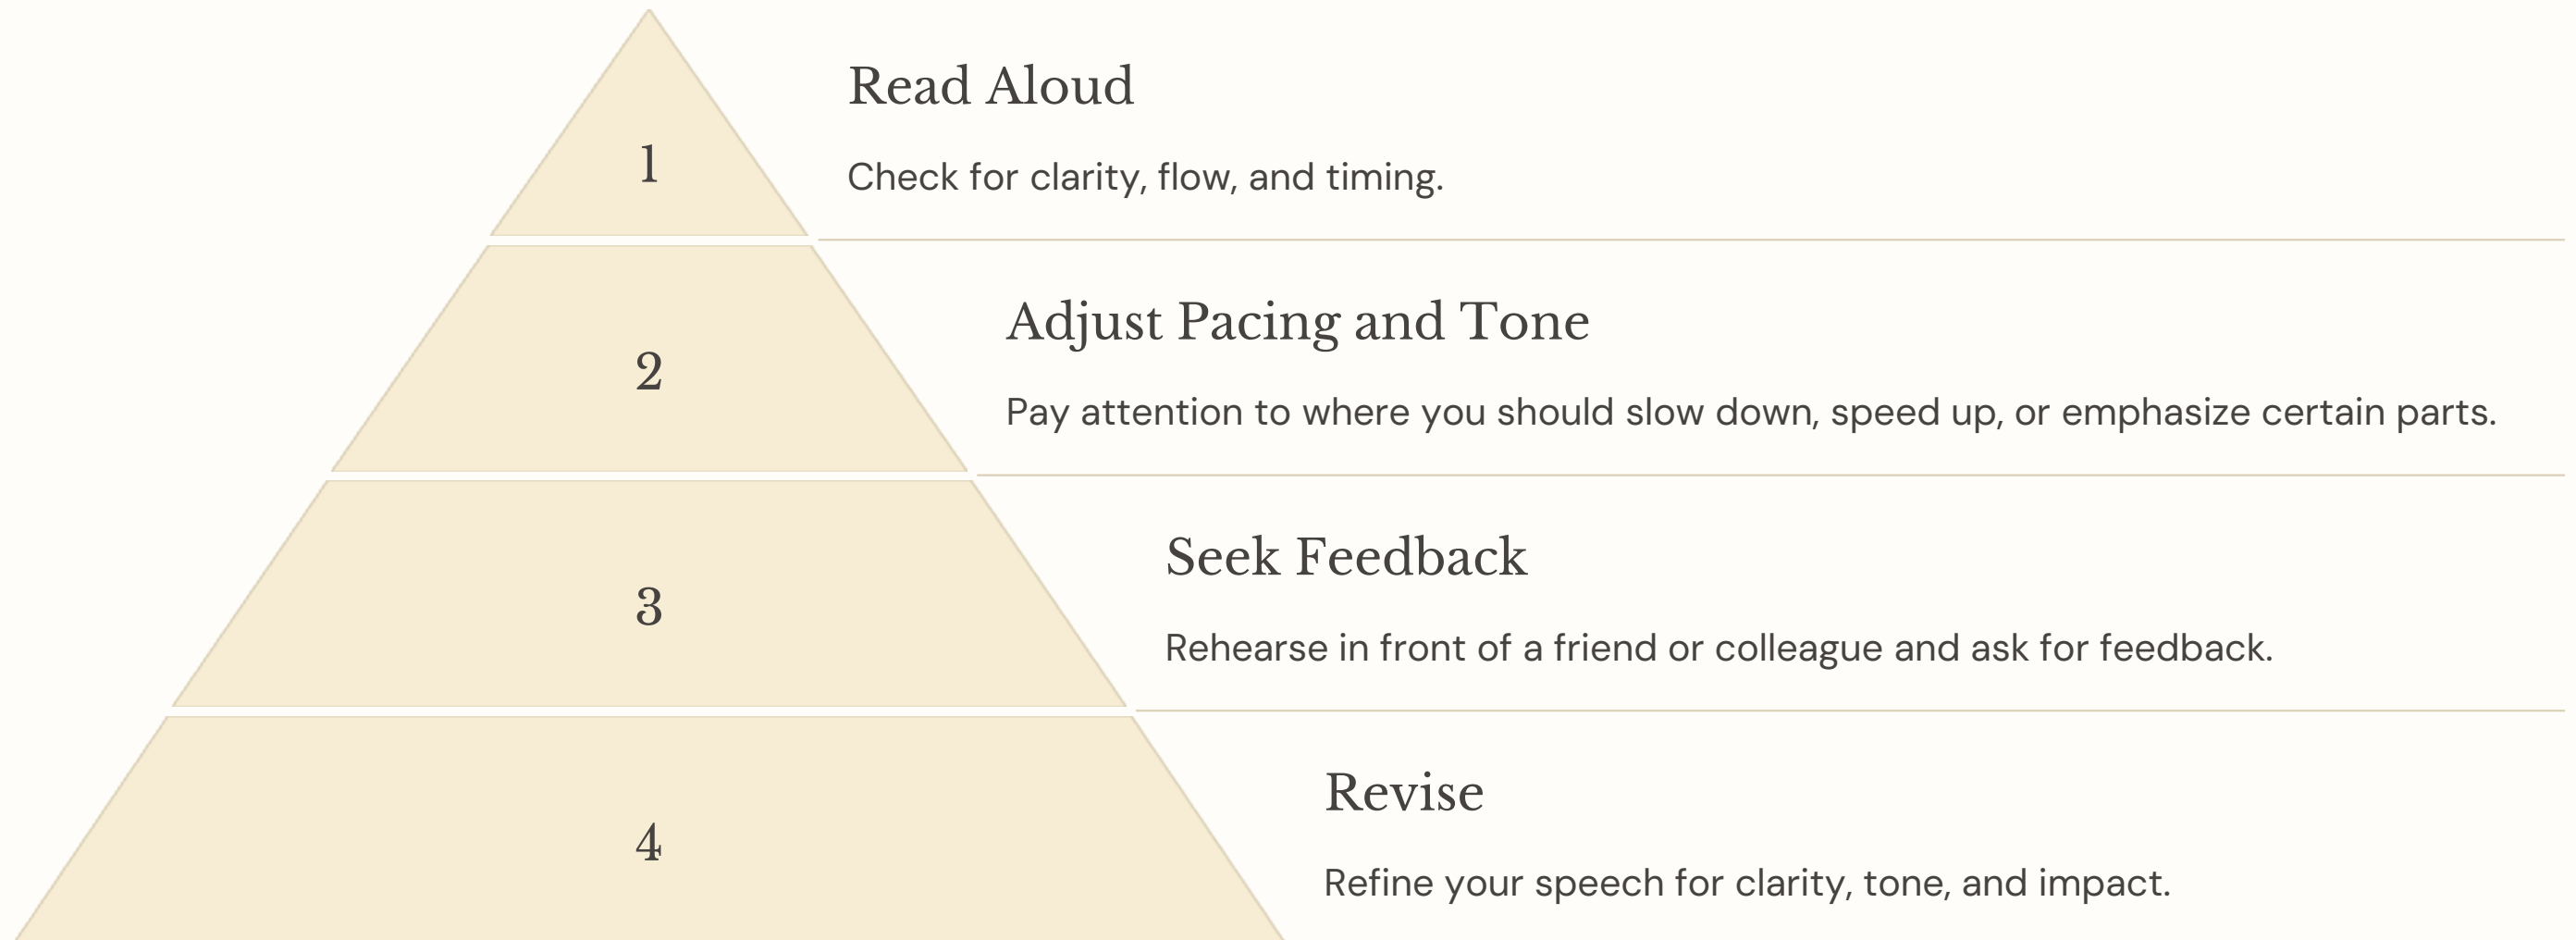 Read Aloud
1
Check for clarity, flow, and timing.
Adjust Pacing and Tone
2
Pay attention to where you should slow down, speed up, or emphasize certain parts.
Seek Feedback
3
Rehearse in front of a friend or colleague and ask for feedback.
Revise
4
Refine your speech for clarity, tone, and impact.